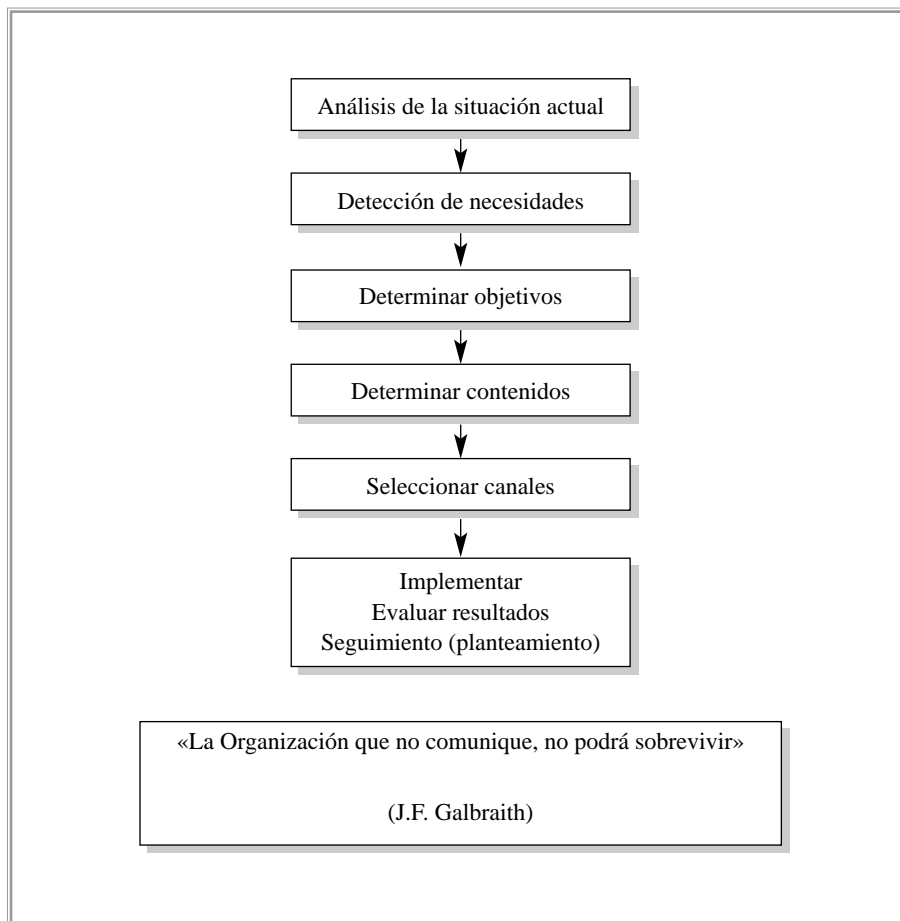 Análisis de la situación actual
Detección de necesidades
Determinar objetivos
Determinar contenidos
Seleccionar canales
Implementar
Evaluar resultados
Seguimiento (planteamiento)
«La Organización que no comunique, no podrá sobrevivir»
(J.F. Galbraith)